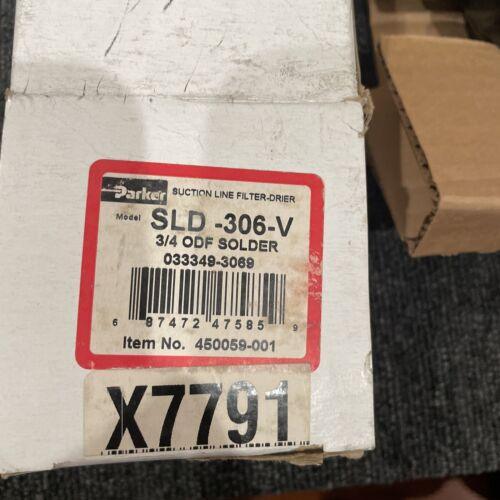 Parker SUCTION LINE FILTER-DRIER
Model SLD -306-V
3/4 ODF SOLDER
033349-3069
6 87472 47585 9
Item No. 450059-001
X7791